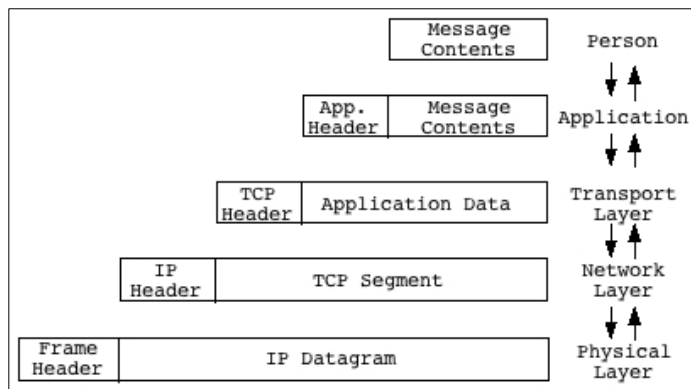 Message
Contents
Person
App.
Header
Message
Contents
Application
TCP
Header
Application Data
Transport
Layer
IP
Header
TCP Segment
Network
Layer
Frame
Header
IP Datagram
Physical
Layer